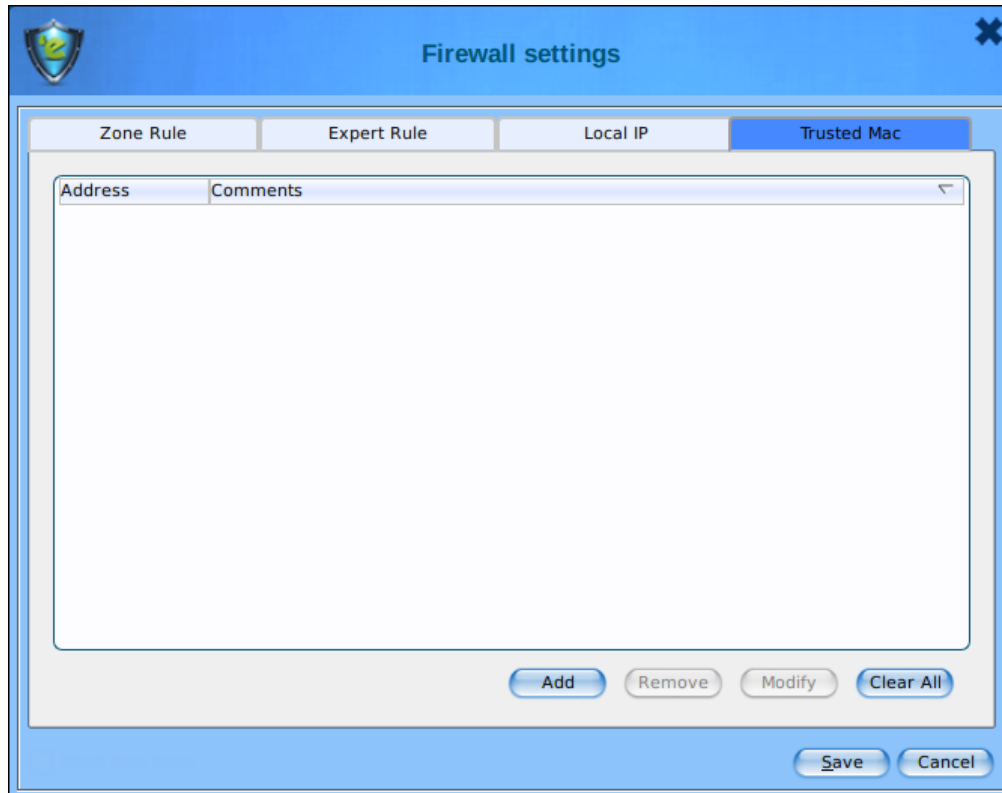 Firewall settings
Zone Rule Expert Rule Local IP Trusted Mac
Address Comments
Add Remove Modify Clear All
Save Cancel